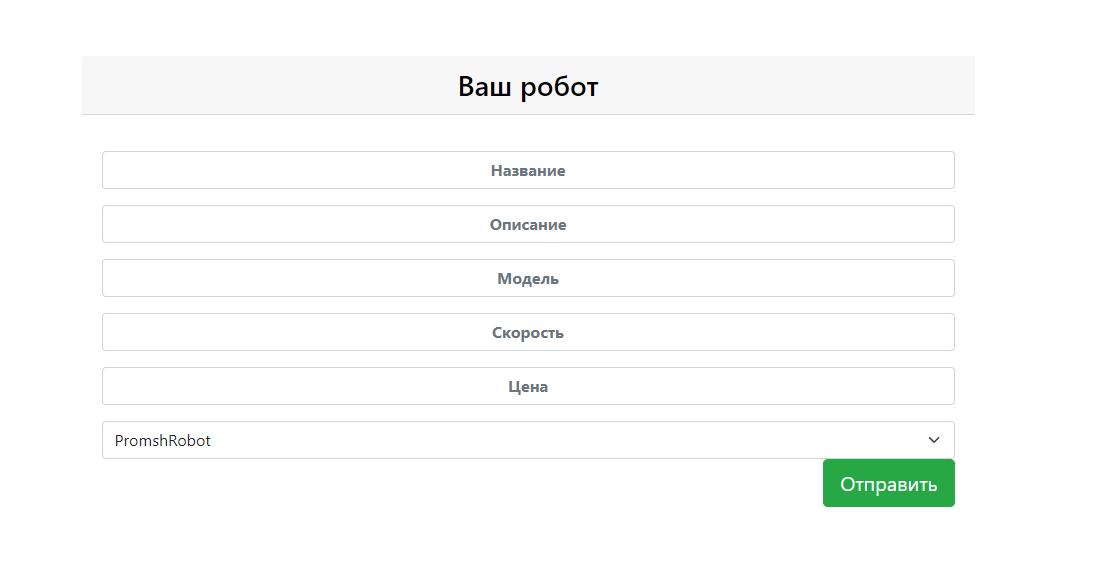 Ваш робот
Название
Описание
Модель
Скорость
Цена
PromshRobot
Отправить